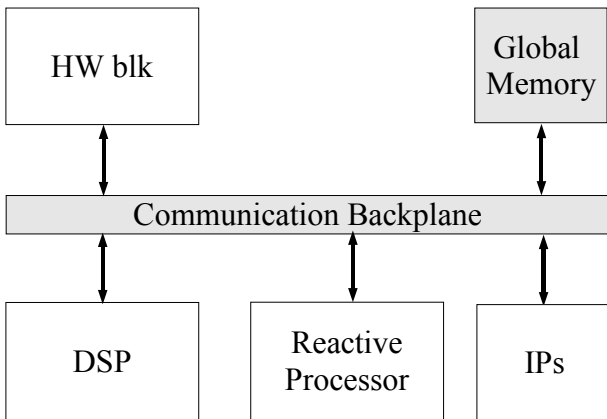 HW blk
Global
Memory
Communication Backplane
DSP
Reactive
Processor
IPs